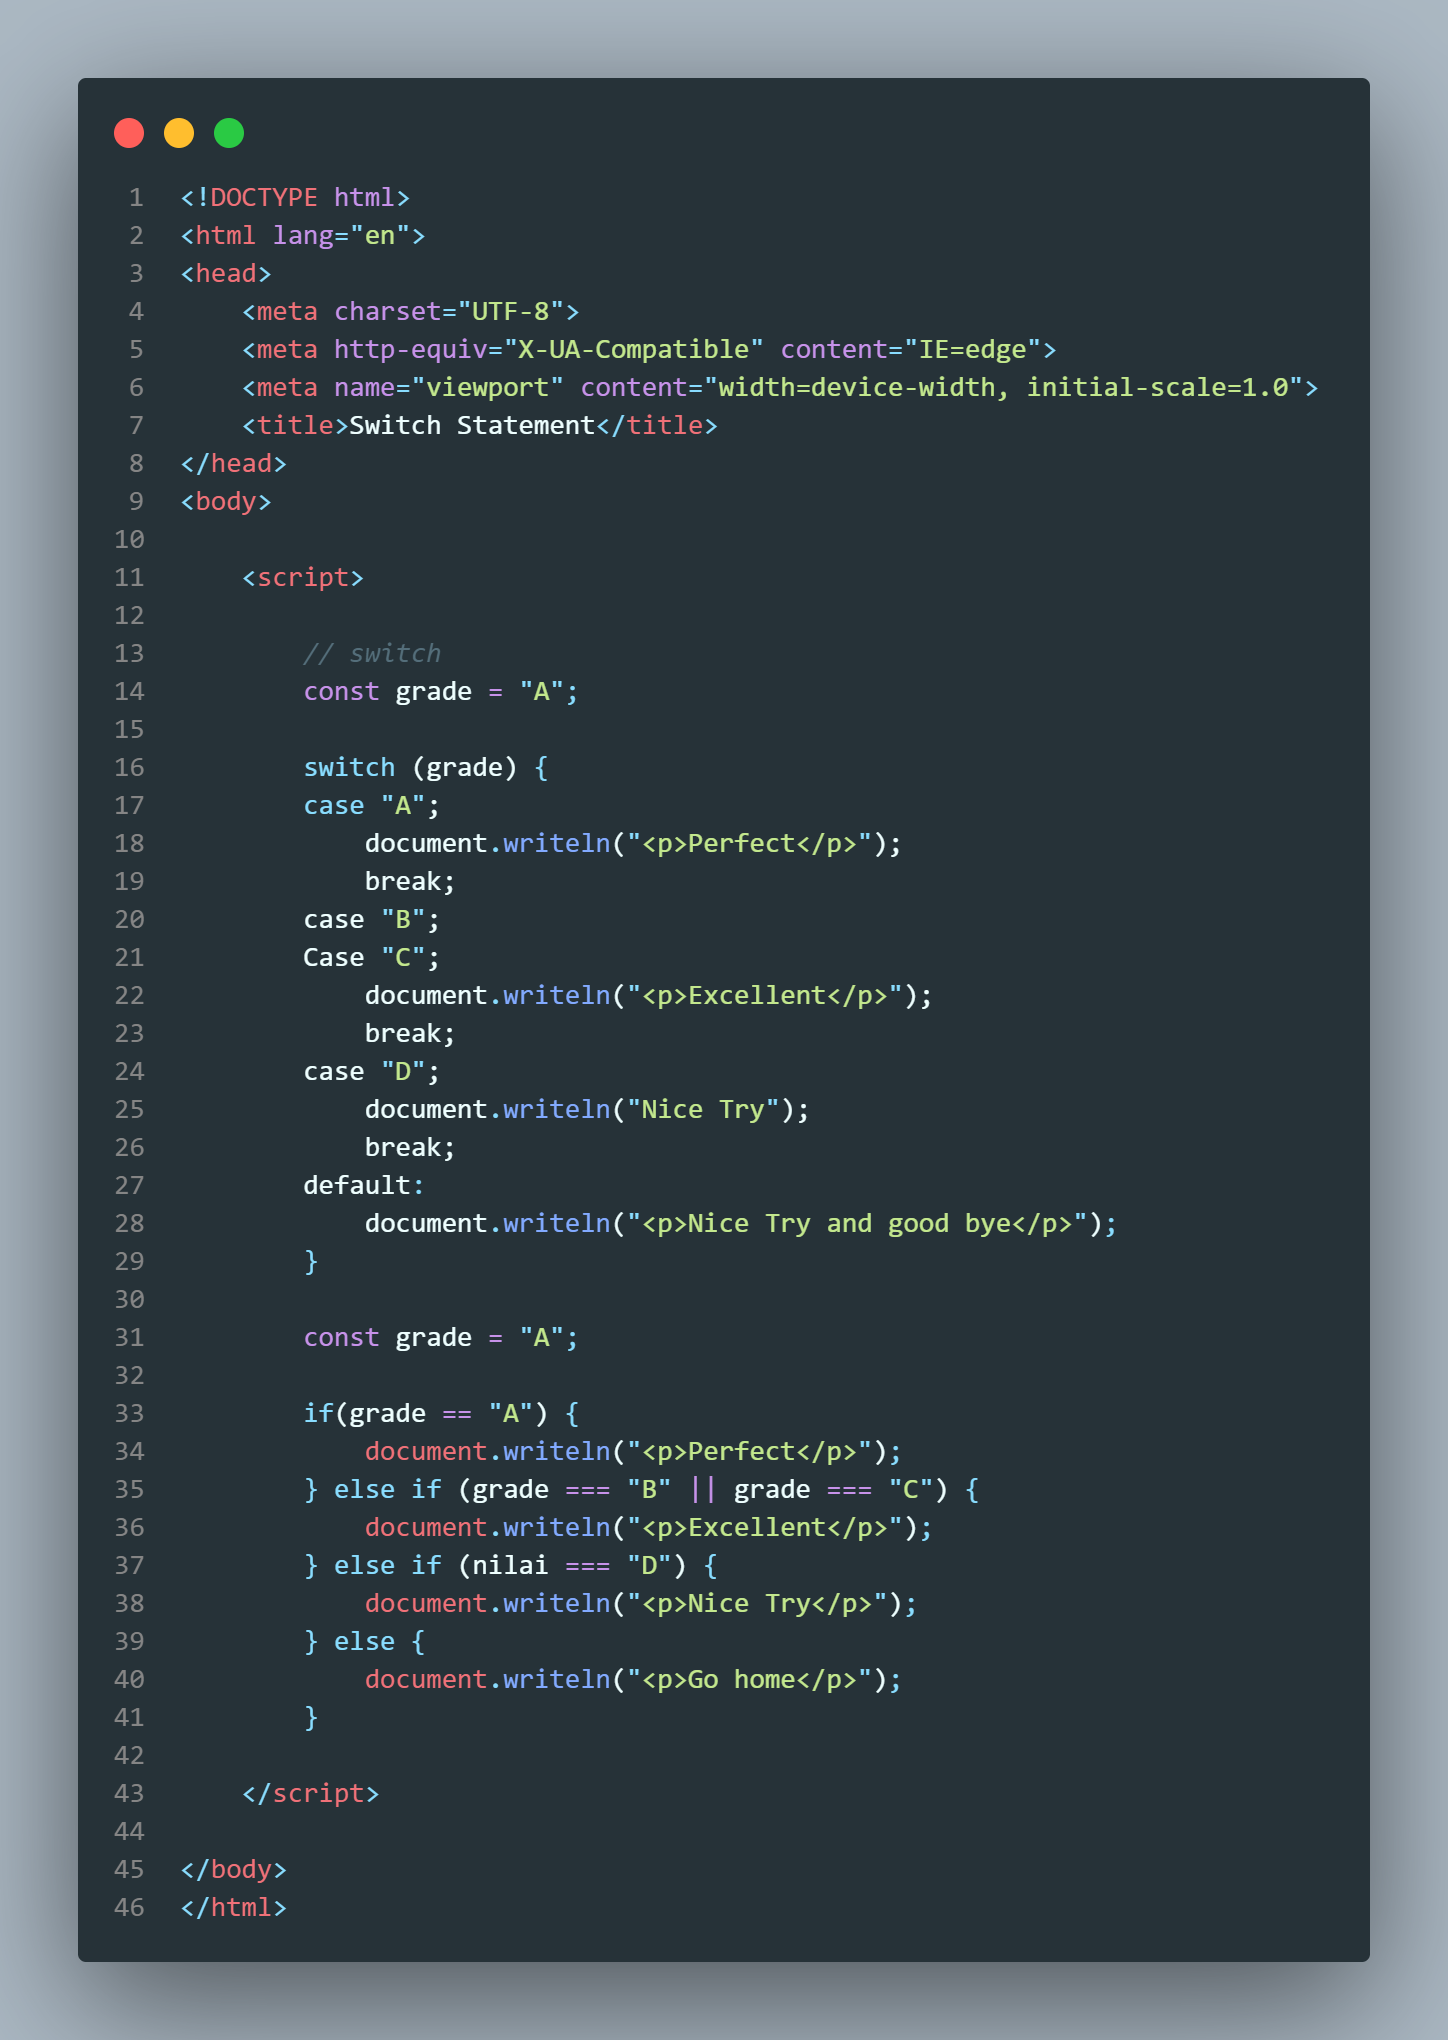 1 <!DOCTYPE html>
2 <html lang="en">
3 <head>
4     <meta charset="UTF-8">
5     <meta http-equiv="X-UA-Compatible" content="IE=edge">
6     <meta name="viewport" content="width=device-width, initial-scale=1.0">
7     <title>Switch Statement</title>
8 </head>
9 <body>
10
11     <script>
12
13         // switch
14         const grade = "A";
15
16         switch (grade) {
17         case "A";
18             document.writeln("<p>Perfect</p>");
19             break;
20         case "B";
21         Case "C";
22             document.writeln("<p>Excellent</p>");
23             break;
24         case "D";
25             document.writeln("Nice Try");
26             break;
27         default:
28             document.writeln("<p>Nice Try and good bye</p>");
29         }
30
31         const grade = "A";
32
33         if(grade == "A") {
34             document.writeln("<p>Perfect</p>");
35         } else if (grade === "B" || grade === "C") {
36             document.writeln("<p>Excellent</p>");
37         } else if (nilai === "D") {
38             document.writeln("<p>Nice Try</p>");
39         } else {
40             document.writeln("<p>Go home</p>");
41         }
42
43     </script>
44
45 </body>
46 </html>